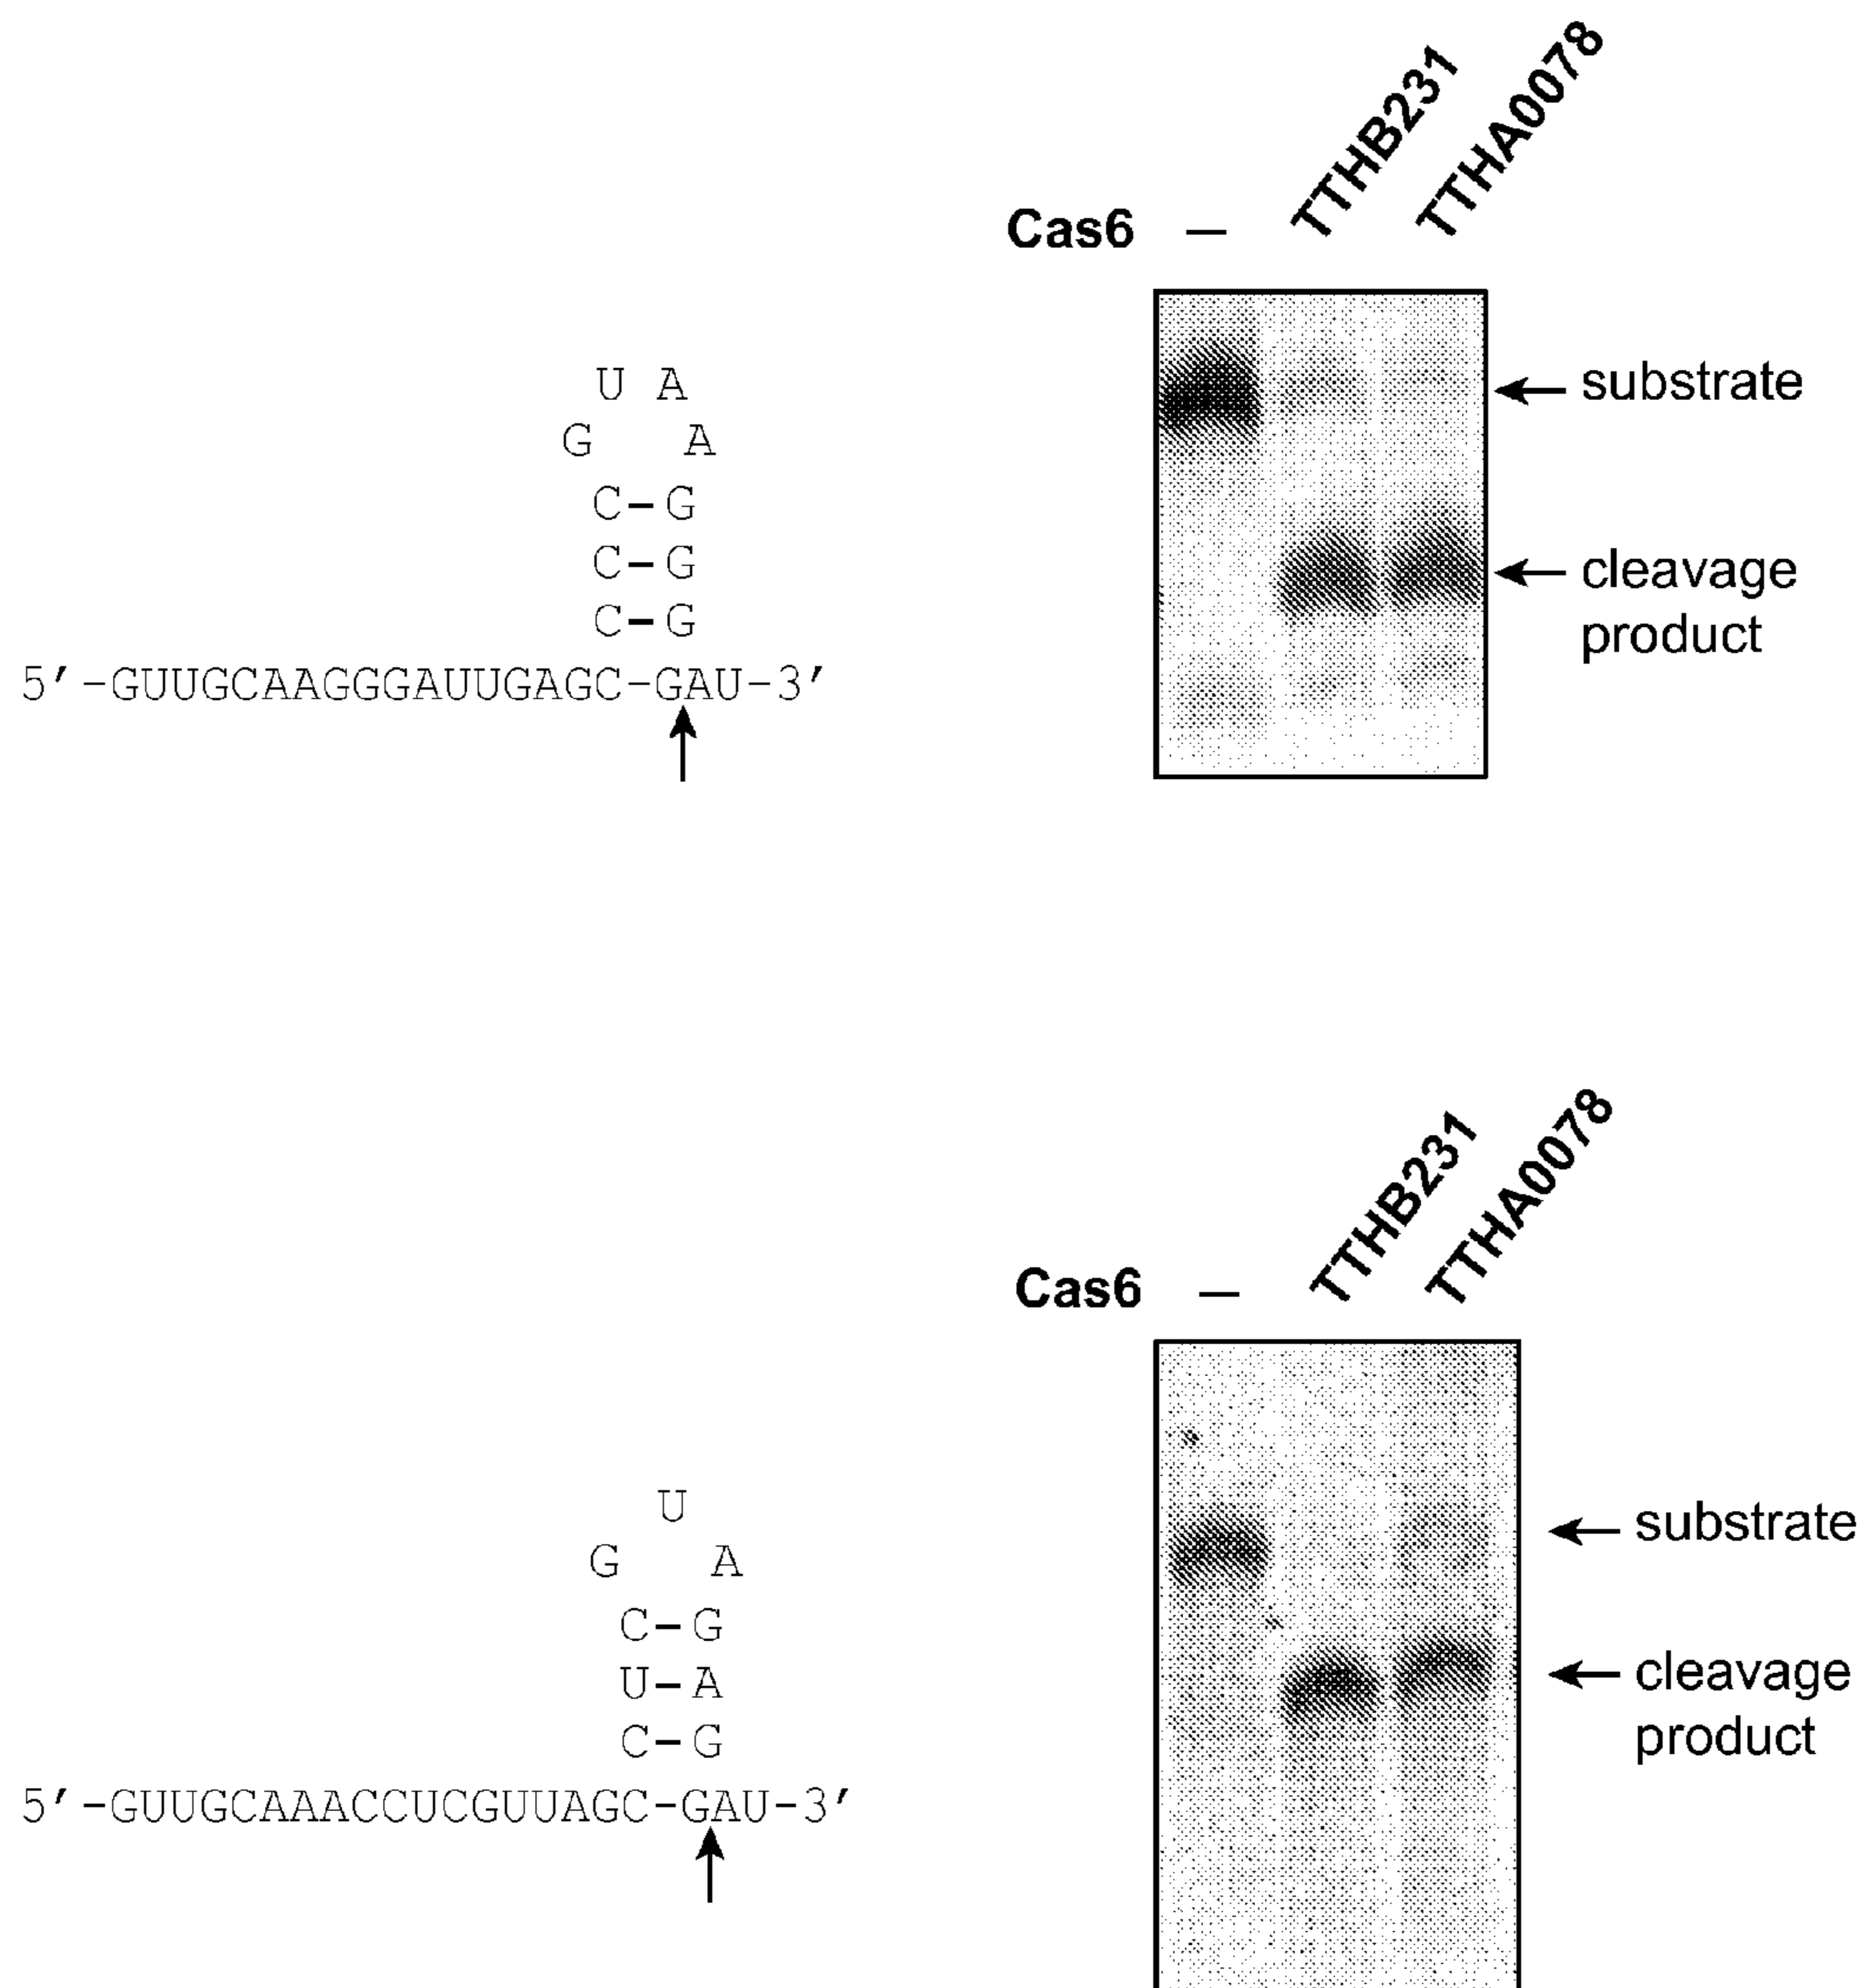 TTHB231
TTHA0078
Cas6 –
substrate
cleavage
product
U A
G A
C-G
C-G
C-G
5'-GUUGCAAGGGAUUGAGC-GAU-3'
TTHB231
TTHA0078
Cas6 –
substrate
cleavage
product
U
G A
C-G
U-A
C-G
5'-GUUGCAAACCUCGUUAGC-GAU-3'